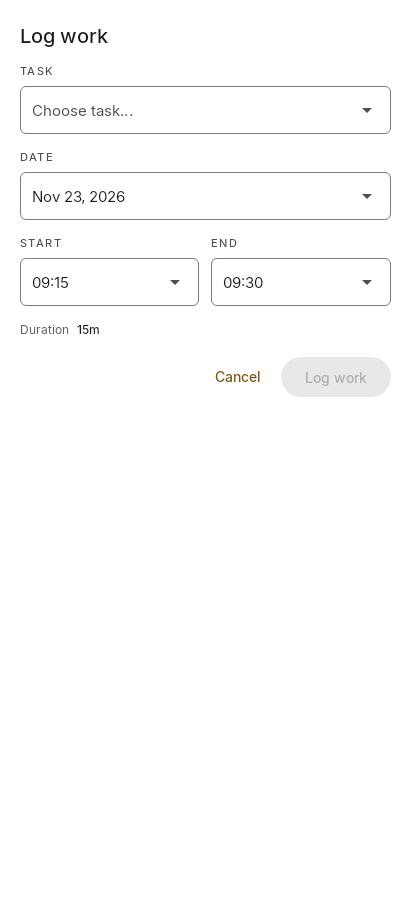 Log work
TASK
Choose task...
DATE
Nov 23, 2026
START
END
09:15
09:30
Duration 15m
Cancel
Log work